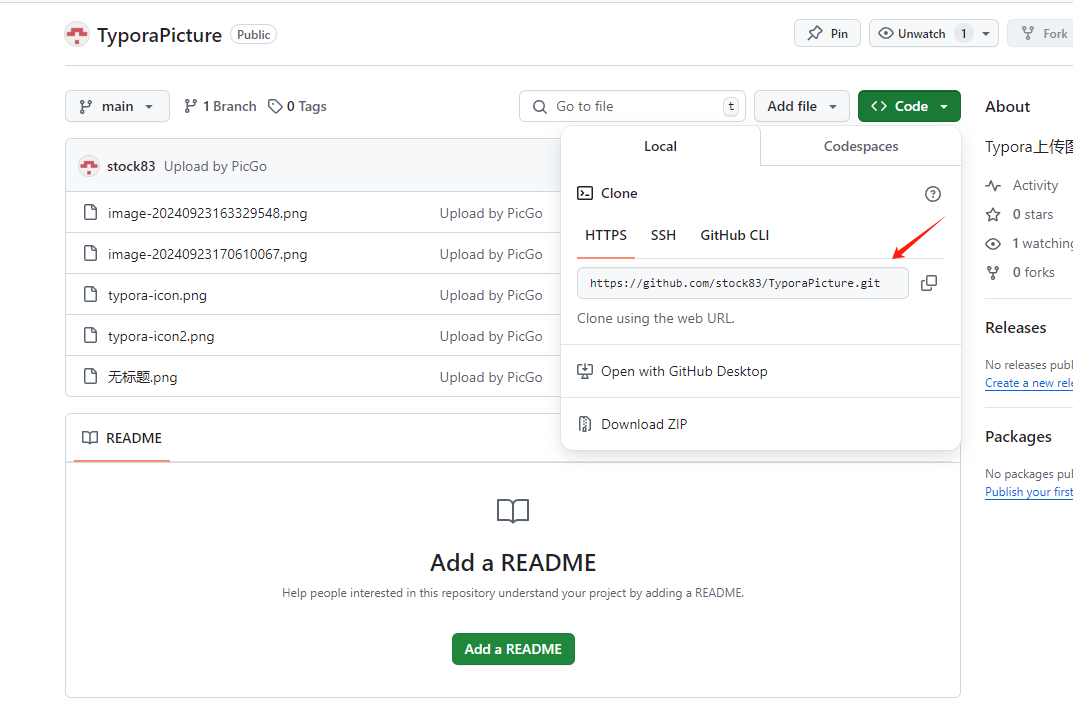 TyporaPicture Public Pin Unwatch 1 Fork
main 1 Branch 0 Tags Go to file t Add file Code About
Local Codespaces
Typora上传图
stock83 Upload by PicGo
Clone
Activity
image-20240923163329548.png Upload by PicGo
0 stars
HTTPS SSH GitHub CLI
1 watching
image-20240923170610067.png Upload by PicGo
0 forks
https://github.com/stock83/TyporaPicture.git
typora-icon.png Upload by PicGo
Clone using the web URL.
Releases
typora-icon2.png Upload by PicGo
No releases publ
Open with GitHub Desktop
无标题.png Upload by PicGo
Create a new rele
Download ZIP
README
Packages
No packages pub
Publish your first
Add a README
Help people interested in this repository understand your project by adding a README.
Add a README